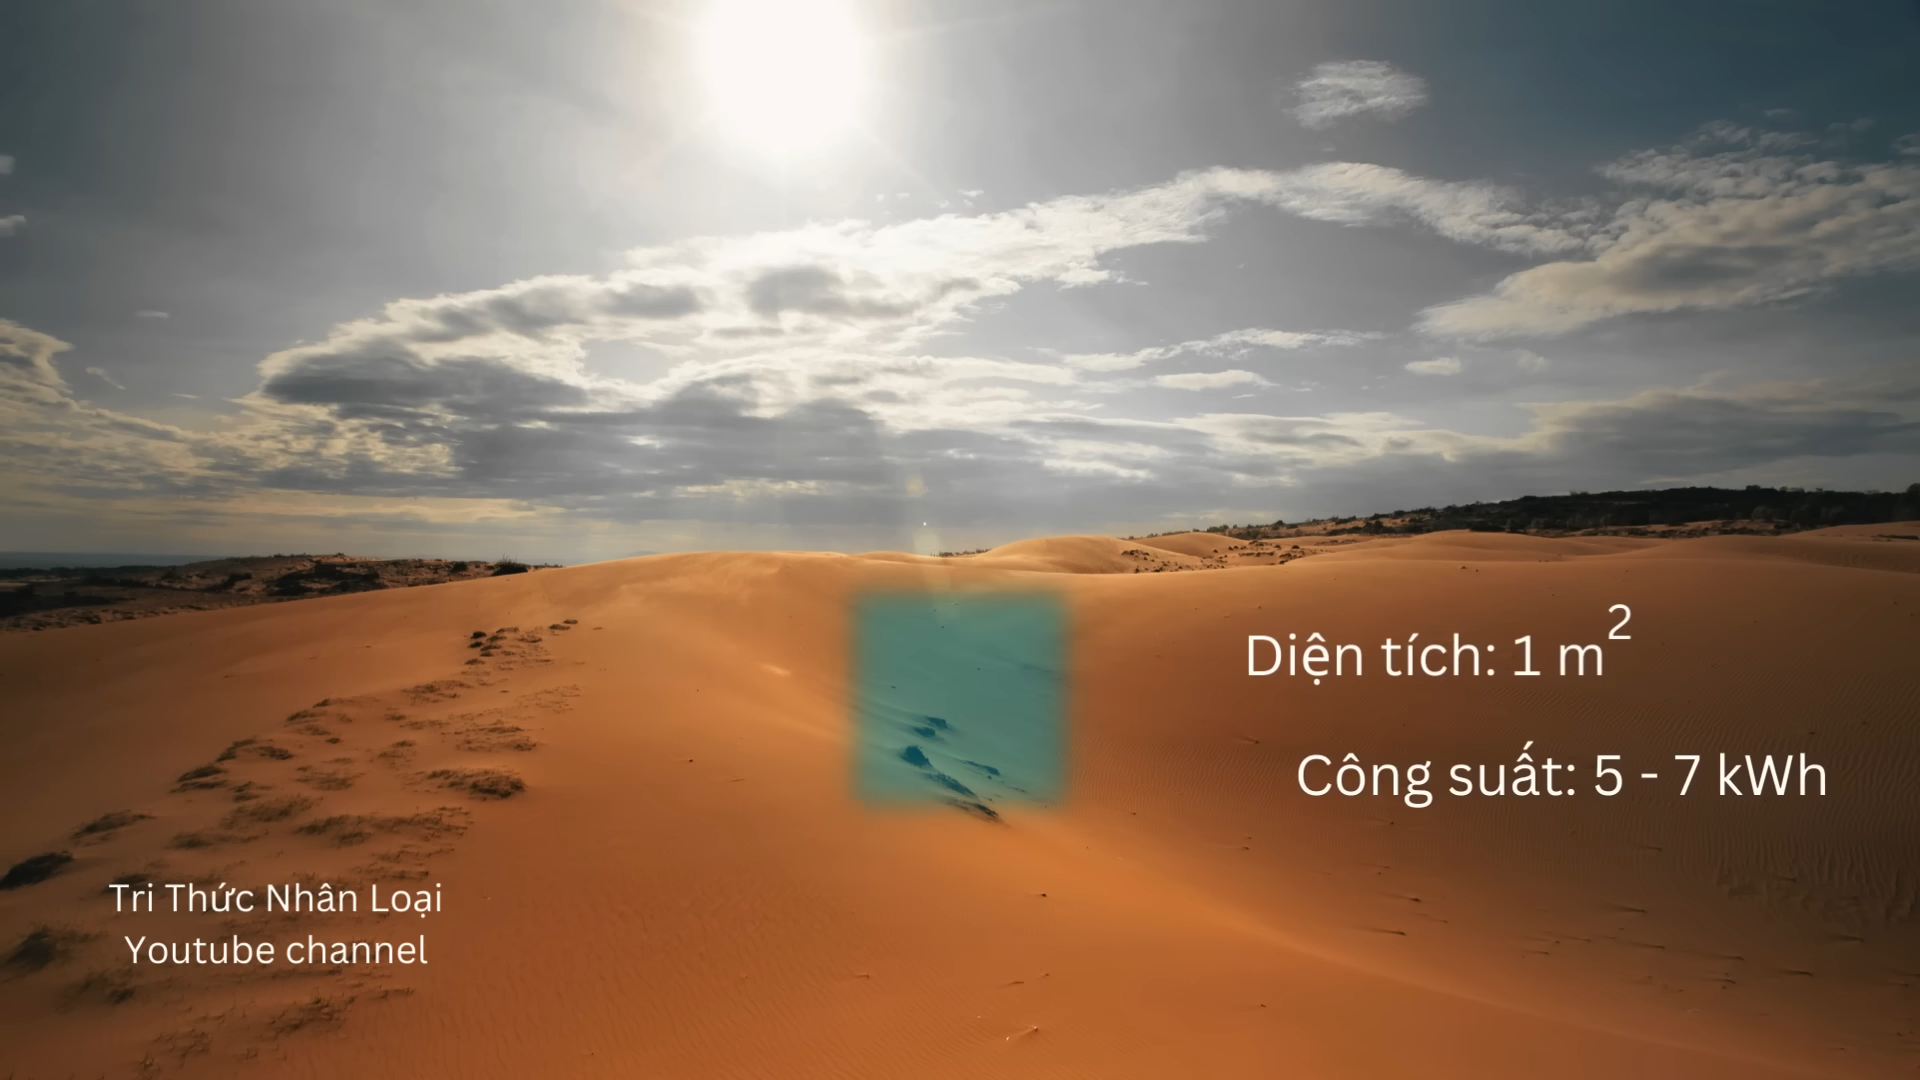 Diện tích: 1 m²
Công suất: 5 - 7 kWh
Tri Thức Nhân Loại
Youtube channel